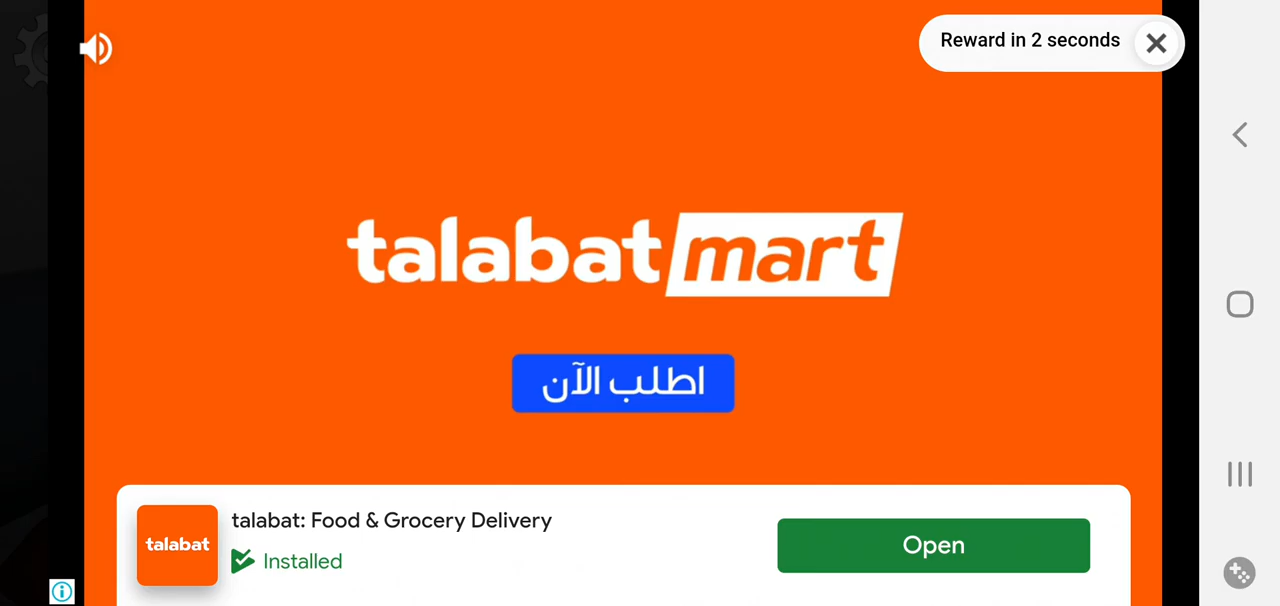 Reward in 2 seconds
talabat mart
اطلب الآن
talabat
talabat: Food & Grocery Delivery
Installed
Open